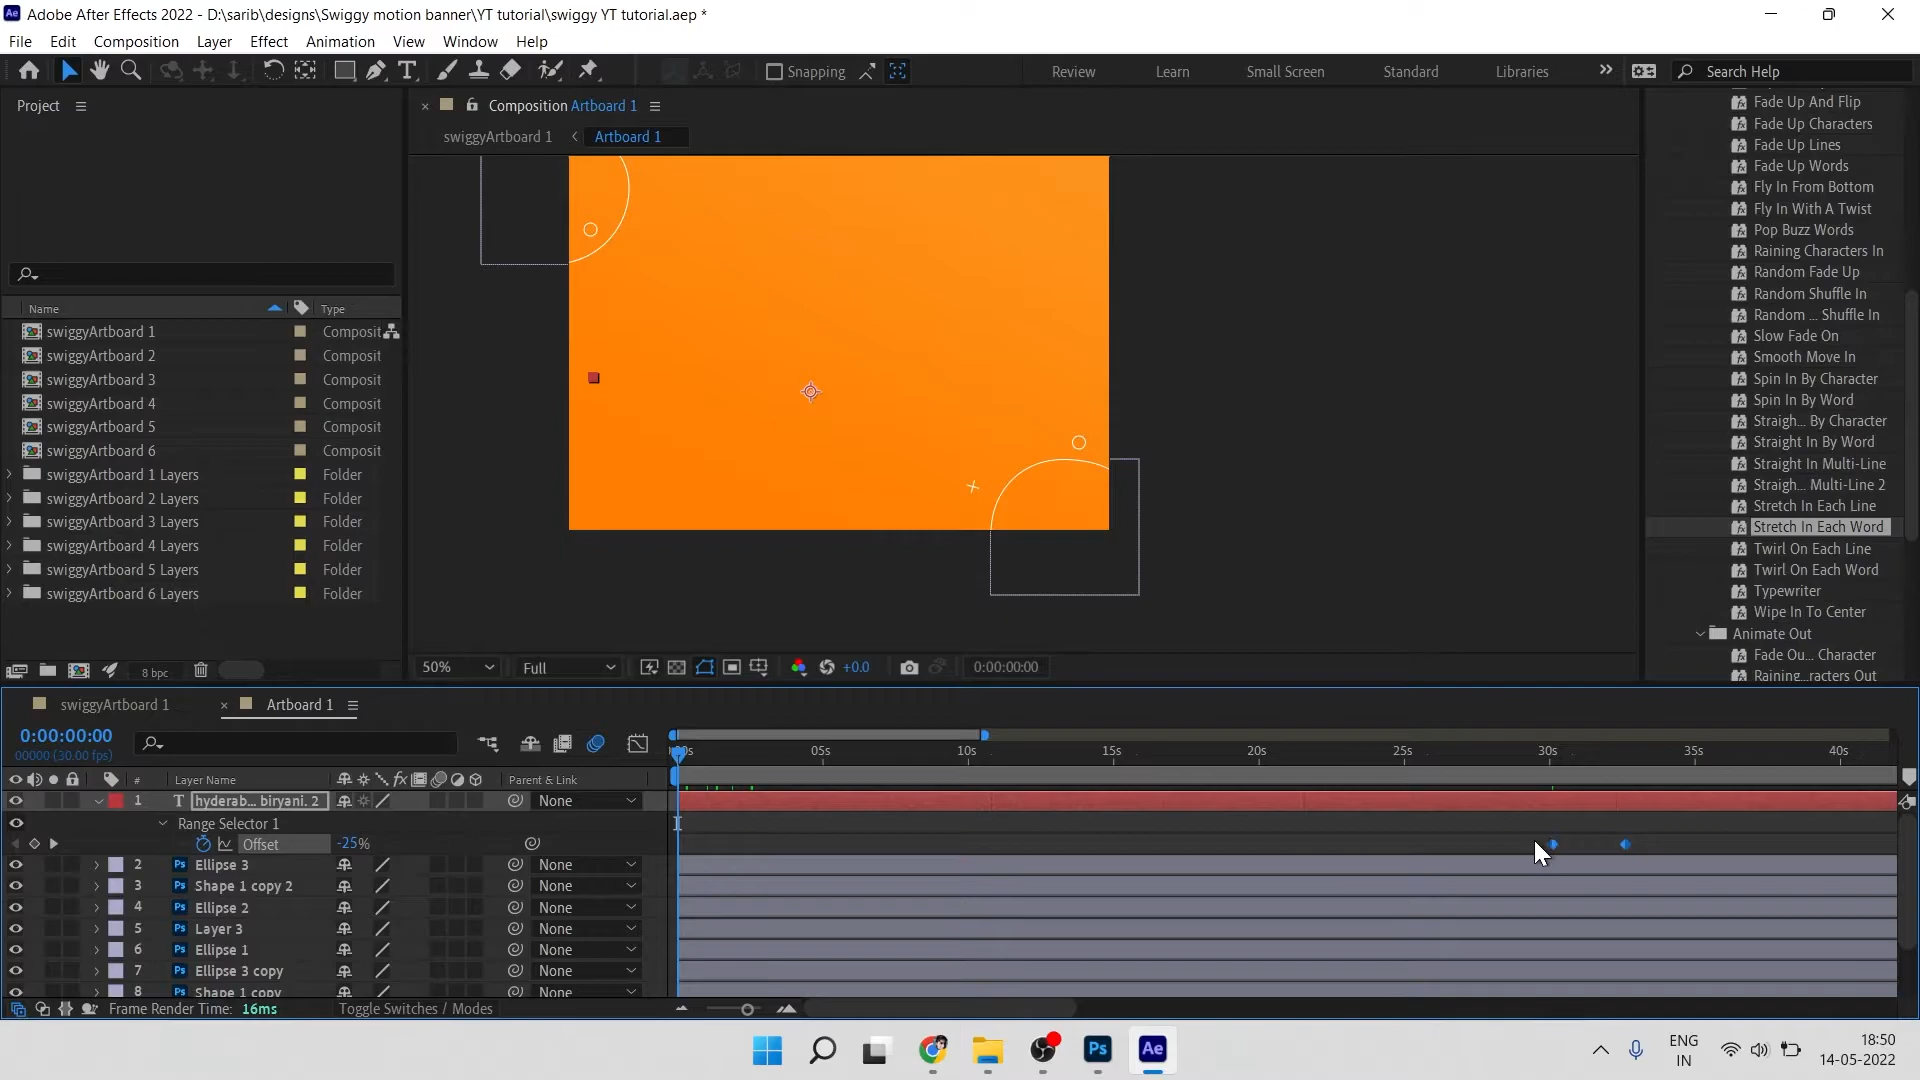 Adobe After Effects 2022 - D:\sarib\designs\Swiggy motion banner\YT tutorial\swiggy YT tutorial.aep *
File Edit Composition Layer Effect Animation View Window Help
Snapping Review Learn Small Screen Standard Libraries Search Help
Project
Composition Artboard 1
swiggyArtboard 1 Artboard 1
Name Type
swiggyArtboard 1 Composit
swiggyArtboard 2 Composit
swiggyArtboard 3 Composit
swiggyArtboard 4 Composit
swiggyArtboard 5 Composit
swiggyArtboard 6 Composit
swiggyArtboard 1 Layers Folder
swiggyArtboard 2 Layers Folder
swiggyArtboard 3 Layers Folder
swiggyArtboard 4 Layers Folder
swiggyArtboard 5 Layers Folder
swiggyArtboard 6 Layers Folder
8 bpc
50% Full +0.0 0:00:00:00
Fade Up And Flip
Fade Up Characters
Fade Up Lines
Fade Up Words
Fly In From Bottom
Fly In With A Twist
Pop Buzz Words
Raining Characters In
Random Fade Up
Random Shuffle In
Random ... Shuffle In
Slow Fade On
Smooth Move In
Spin In By Character
Spin In By Word
Straigh... By Character
Straight In By Word
Straight In Multi-Line
Straigh... Multi-Line 2
Stretch In Each Line
Stretch In Each Word
Twirl On Each Line
Twirl On Each Word
Typewriter
Wipe In To Center
Animate Out
Fade Ou... Character
Raining...racters Out
swiggyArtboard 1 Artboard 1
0:00:00:00
00000 (30.00 fps)
05s 10s 15s 20s 25s 30s 35s 40s
# Layer Name Parent & Link
1 T hyderab... biryani. 2 None
Range Selector 1
Offset -25%
2 Ps Ellipse 3 None
3 Ps Shape 1 copy 2 None
4 Ps Ellipse 2 None
5 Ps Layer 3 None
6 Ps Ellipse 1 None
7 Ps Ellipse 3 copy None
8 Ps Shape 1 copy None
Frame Render Time: 16ms Toggle Switches / Modes
Ps Ae
ENG
IN
18:50
14-05-2022